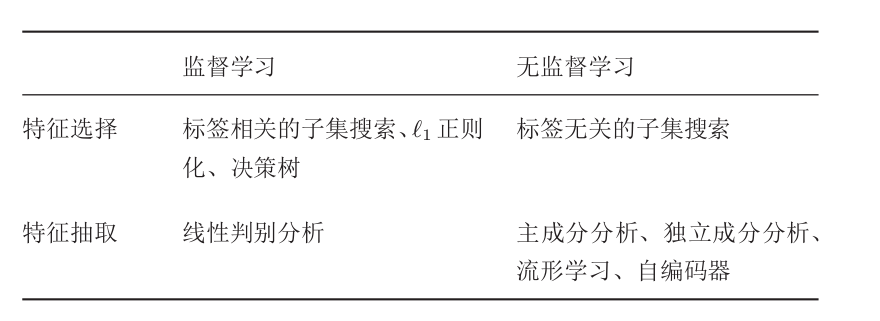 监督学习 无监督学习
特征选择 标签相关的子集搜索、ℓ₁ 正则 标签无关的子集搜索
化、决策树
特征抽取 线性判别分析 主成分分析、独立成分分析、
流形学习、自编码器